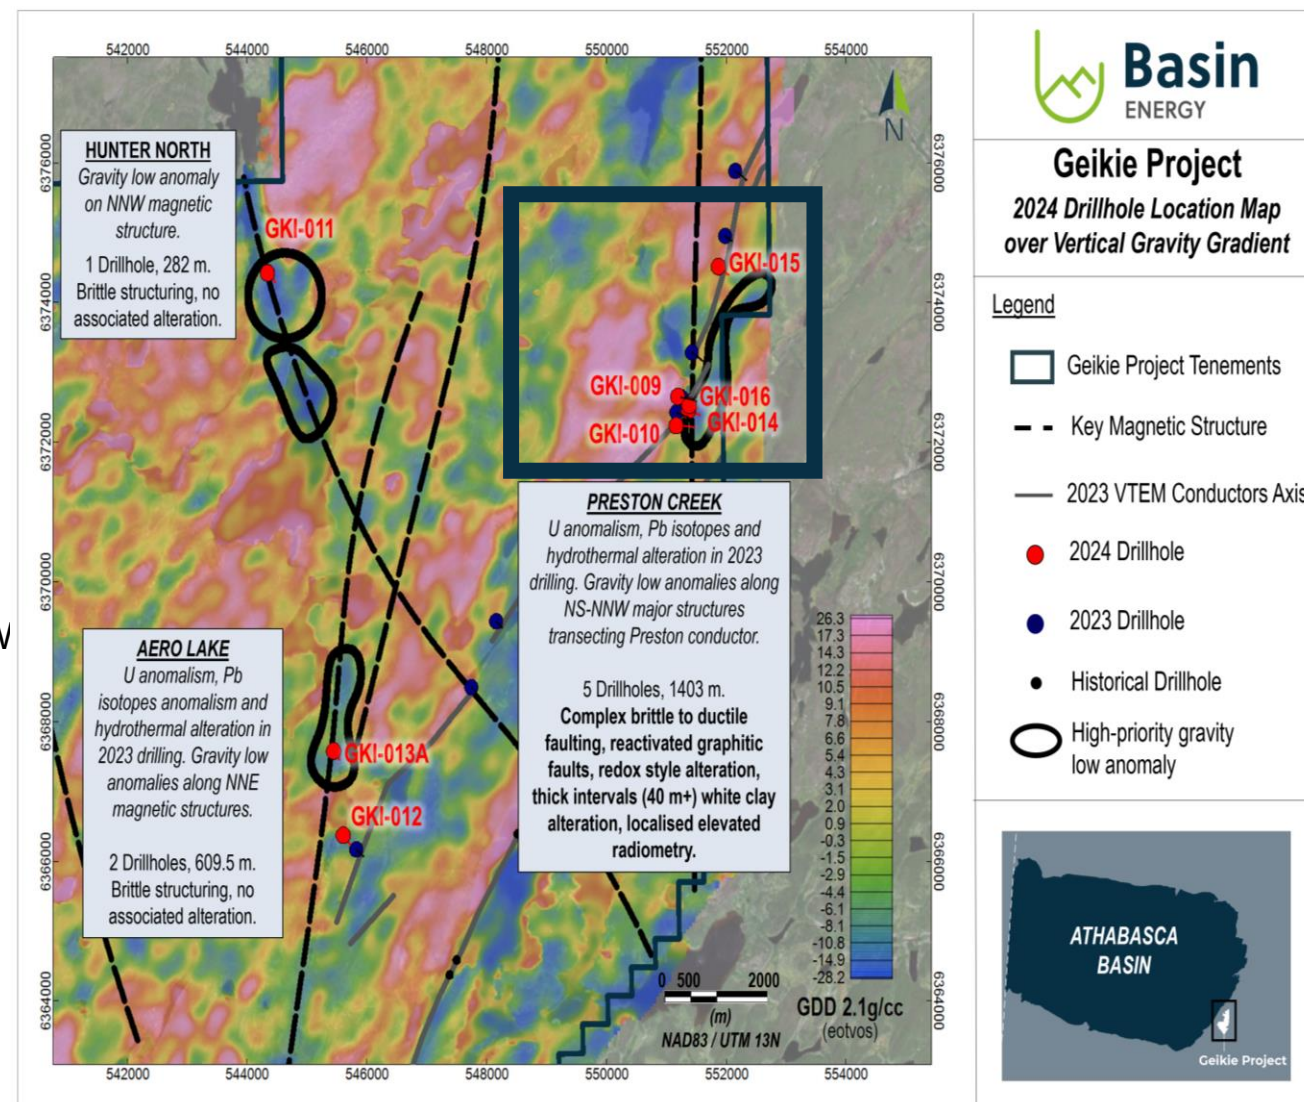 542000 544000 546000 548000 550000 552000 554000
6376000
6374000
6372000
6370000
6368000
6366000
6364000
HUNTER NORTH
Gravity low anomaly
on NNW magnetic
structure.
1 Drillhole, 282 m.
Brittle structuring, no
associated alteration.
GKI-011
N
GKI-015
GKI-009
GKI-016
GKI-014
GKI-010
PRESTON CREEK
U anomalism, Pb isotopes and
hydrothermal alteration in 2023
drilling. Gravity low anomalies along
NS-NNW major structures
transecting Preston conductor.
5 Drillholes, 1403 m.
Complex brittle to ductile
faulting, reactivated graphitic
faults, redox style alteration,
thick intervals (40 m+) white clay
alteration, localised elevated
radiometry.
AERO LAKE
U anomalism, Pb
isotopes anomalism and
hydrothermal alteration in
2023 drilling. Gravity low
anomalies along NNE
magnetic structures.
2 Drillholes, 609.5 m.
Brittle structuring, no
associated alteration.
GKI-013A
GKI-012
26.3
17.3
14.3
12.2
10.5
9.1
7.8
6.6
5.4
4.3
3.1
2.0
0.9
-0.3
-1.5
-2.9
-4.4
-6.1
-8.1
-10.8
-14.9
-28.2
GDD 2.1g/cc
(eotvos)
0 500 2000
(m)
NAD83 / UTM 13N
6376000
6374000
6372000
6370000
6368000
6366000
6364000
542000 544000 546000 548000 550000 552000 554000
Basin
ENERGY
Geikie Project
2024 Drillhole Location Map
over Vertical Gravity Gradient
Legend
Geikie Project Tenements
Key Magnetic Structure
2023 VTEM Conductors Axis
2024 Drillhole
2023 Drillhole
Historical Drillhole
High-priority gravity
low anomaly
ATHABASCA
BASIN
Geikie Project